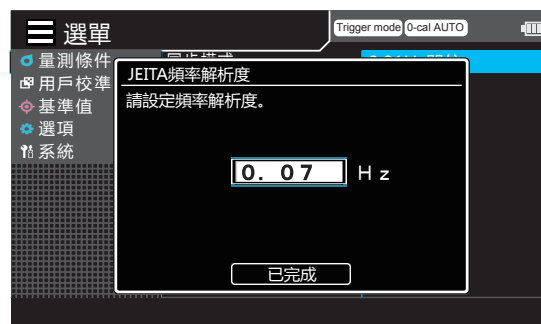 選單
Trigger mode 0-cal AUTO
量測條件
用戶校準
基準值
選項
系統
JEITA頻率解析度
請設定頻率解析度。
0. 07 Hz
已完成